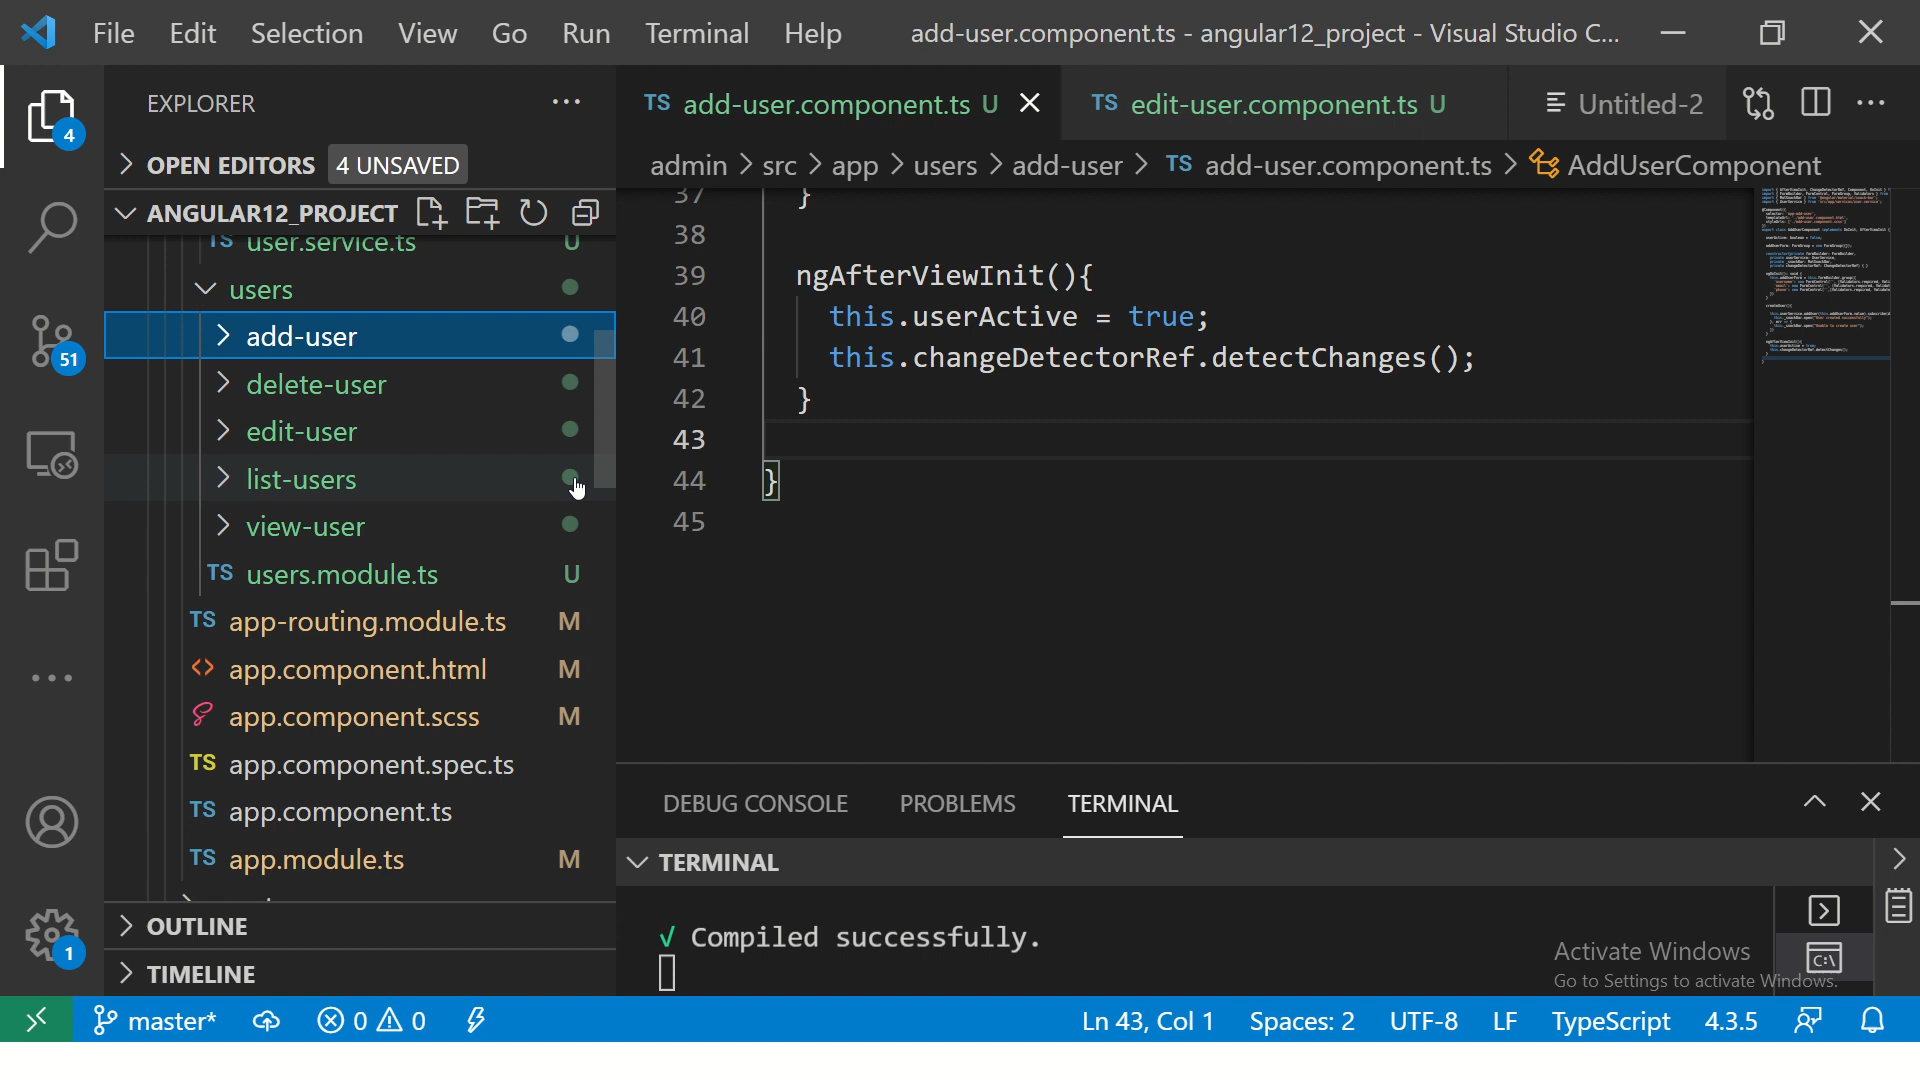 File Edit Selection View Go Run Terminal Help add-user.component.ts - angular12_project - Visual Studio C...
EXPLORER
TS add-user.component.ts U
TS edit-user.component.ts U
Untitled-2
4
OPEN EDITORS 4 UNSAVED
admin > src > app > users > add-user > TS add-user.component.ts > AddUserComponent
ANGULAR12_PROJECT
TS user.service.ts U
users
add-user
delete-user
edit-user
list-users
view-user
TS users.module.ts U
TS app-routing.module.ts M
<> app.component.html M
app.component.scss M
TS app.component.spec.ts
TS app.component.ts
TS app.module.ts M
OUTLINE
TIMELINE
51
1
37 }
38
39 ngAfterViewInit(){
40 this.userActive = true;
41 this.changeDetectorRef.detectChanges();
42 }
43
44 }
45
DEBUG CONSOLE PROBLEMS TERMINAL
TERMINAL
√ Compiled successfully.
Activate Windows
Go to Settings to activate Windows.
master* 0 0 Ln 43, Col 1 Spaces: 2 UTF-8 LF TypeScript 4.3.5